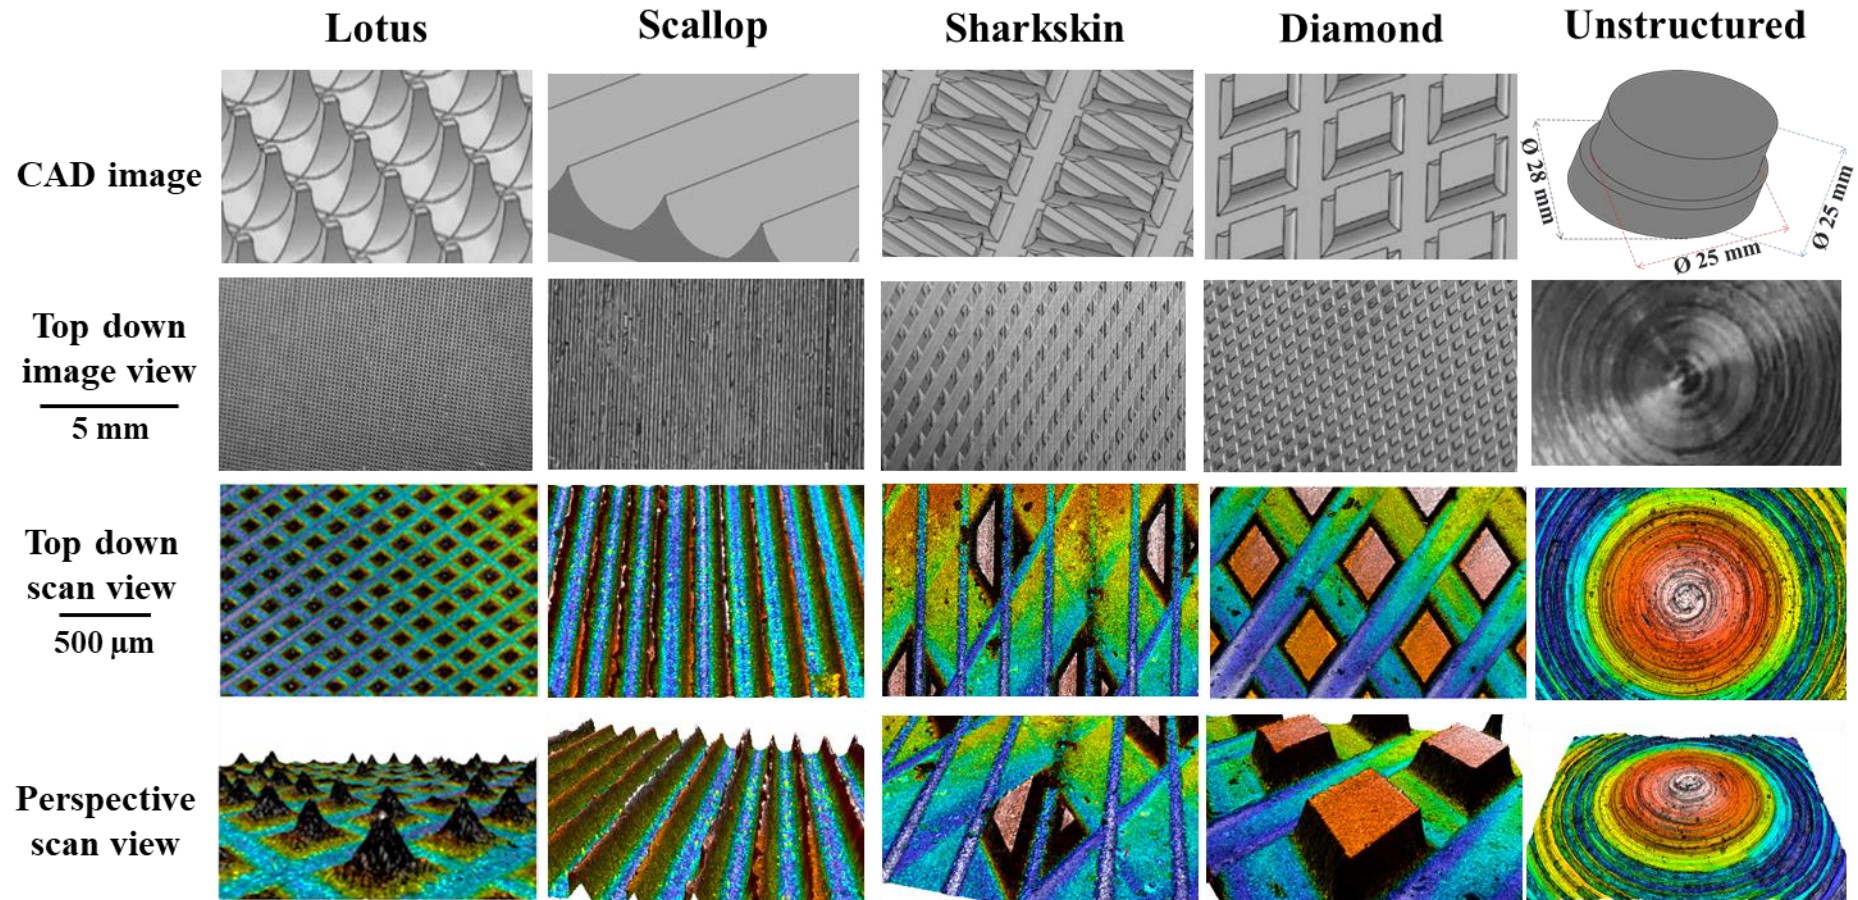 Lotus
Scallop
Sharkskin
Diamond
Unstructured
CAD image
Ø 28 mm
Ø 25 mm
Ø 25 mm
Top down
image view
5 mm
Top down
scan view
500 µm
Perspective
scan view